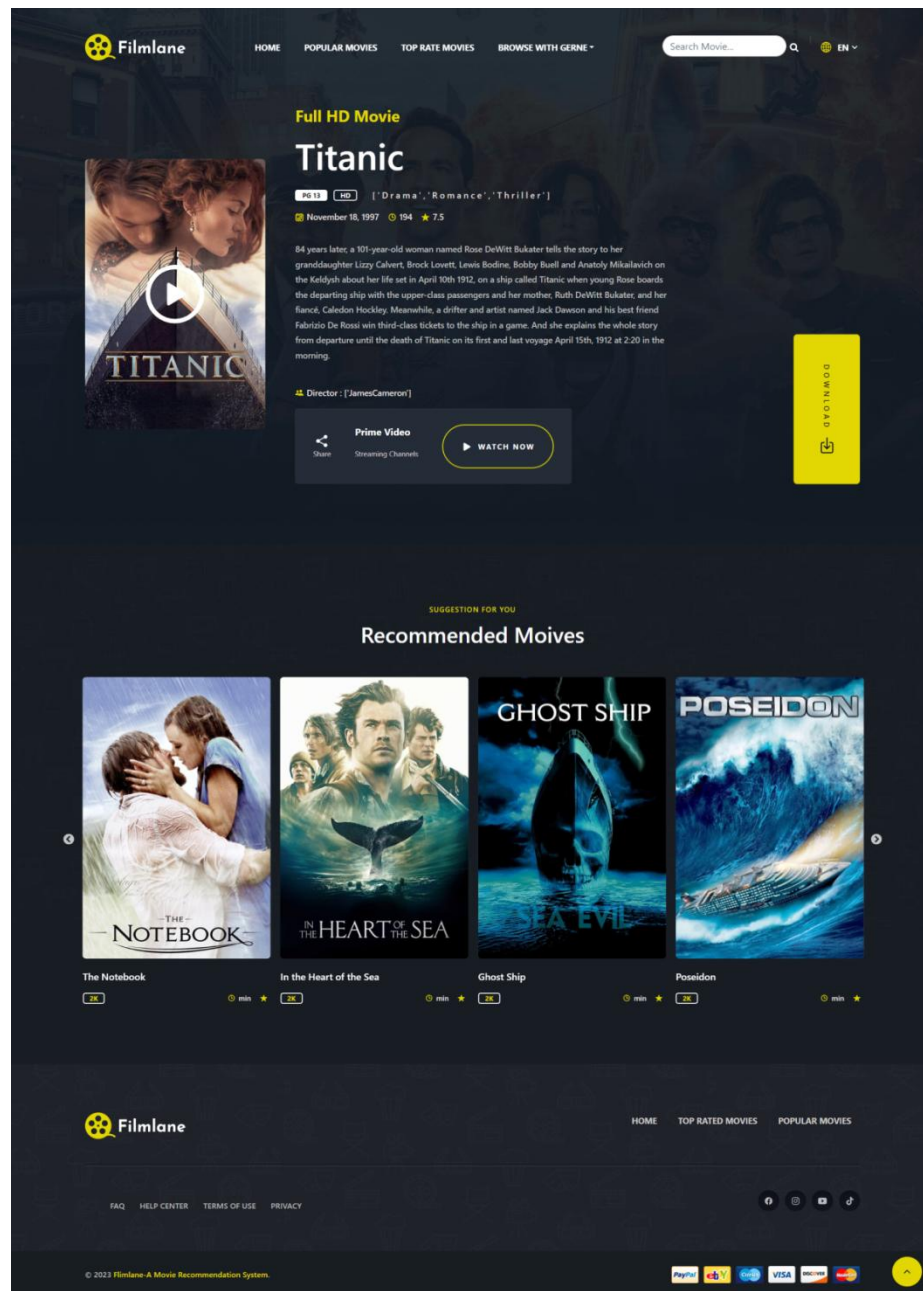 Filmlane
HOME POPULAR MOVIES TOP RATE MOVIES BROWSE WITH GERNE
Search Movie...
EN
Full HD Movie
Titanic
PG 13 HD ['Drama','Romance','Thriller']
November 18, 1997 194 7.5
84 years later, a 101-year-old woman named Rose DeWitt Bukater tells the story to her
granddaughter Lizzy Calvert, Brock Lovett, Lewis Bodine, Bobby Buell and Anatoly Mikailavich on
the Keldysh about her life set in April 10th 1912, on a ship called Titanic when young Rose boards
the departing ship with the upper-class passengers and her mother, Ruth DeWitt Bukater, and her
fiancé, Caledon Hockley. Meanwhile, a drifter and artist named Jack Dawson and his best friend
Fabrizio De Rossi win third-class tickets to the ship in a game. And she explains the whole story
from departure until the death of Titanic on its first and last voyage April 15th, 1912 at 2:20 in the
morning.
TITANIC
Director : ['JamesCameron']
Share
Prime Video
Streaming Channels
WATCH NOW
DOWNLOAD
SUGGESTION FOR YOU
Recommended Moives
THE
NOTEBOOK
IN THE HEART OF THE SEA
GHOST SHIP
SEA EVIL
POSEIDON
The Notebook
2K min
In the Heart of the Sea
2K min
Ghost Ship
2K min
Poseidon
2K min
Filmlane
HOME TOP RATED MOVIES POPULAR MOVIES
FAQ HELP CENTER TERMS OF USE PRIVACY
© 2023 Flimlane-A Movie Recommendation System.
PayPal ebY VISA DISCOVER